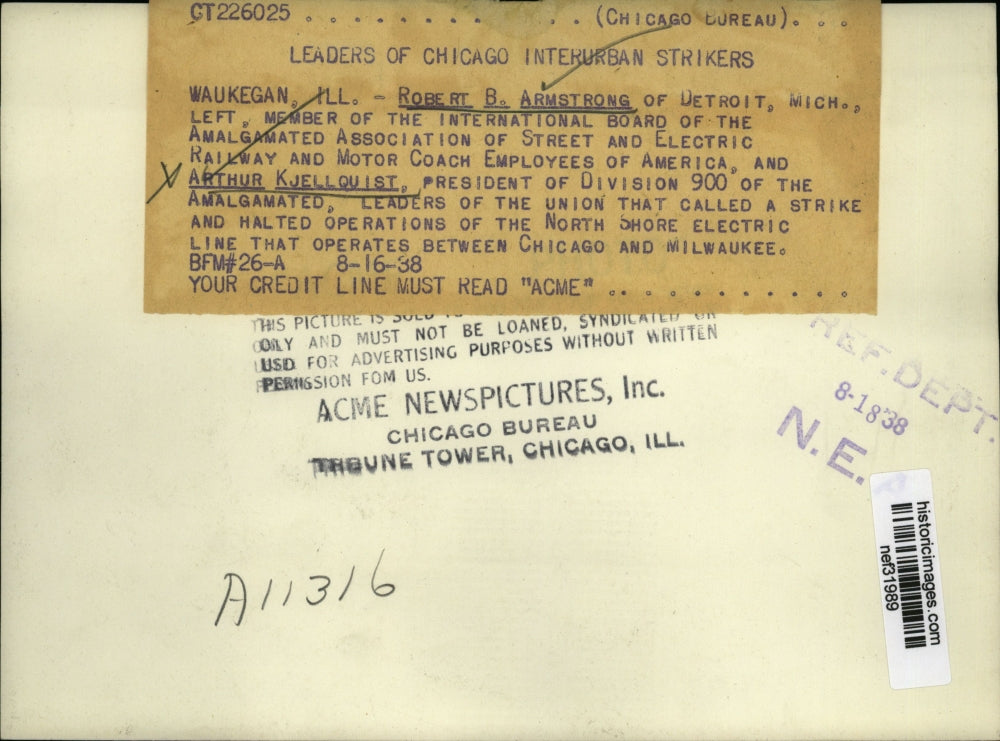 CT226025 . . . . . . . . . . . (CHICAGO BUREAU). . . .
LEADERS OF CHICAGO INTERURBAN STRIKERS
WAUKEGAN, ILL. - ROBERT B. ARMSTRONG OF DETROIT, MICH.,
LEFT, MEMBER OF THE INTERNATIONAL BOARD OF THE
AMALGAMATED ASSOCIATION OF STREET AND ELECTRIC
RAILWAY AND MOTOR COACH EMPLOYEES OF AMERICA, AND
X ARTHUR KJELLQUIST, PRESIDENT OF DIVISION 900 OF THE
AMALGAMATED, LEADERS OF THE UNION THAT CALLED A STRIKE
AND HALTED OPERATIONS OF THE NORTH SHORE ELECTRIC
LINE THAT OPERATES BETWEEN CHICAGO AND MILWAUKEE.
BFM#26-A 8-16-38
YOUR CREDIT LINE MUST READ "ACME" .. . . . . . . . . . .
THIS PICTURE IS SOLD TO
ONLY AND MUST NOT BE LOANED, SYNDICATED OR
USED FOR ADVERTISING PURPOSES WITHOUT WRITTEN
PERMISSION FOM US.
ACME NEWSPICTURES, Inc.
CHICAGO BUREAU
TRIBUNE TOWER, CHICAGO, ILL.
REF. DEPT.
8-18 38
N. E. A
historicimages.com
nef31989
A11316